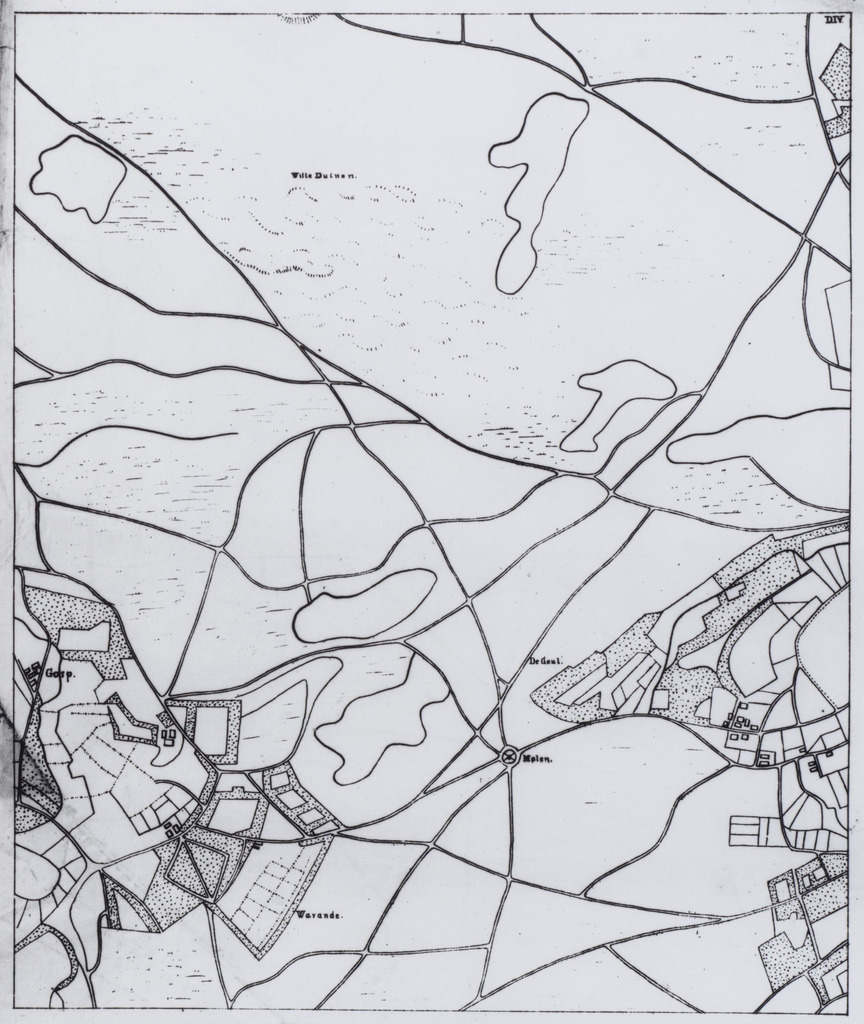 DIV
Witte Duinen.
De Geul.
Gorp.
Molen.
Warande.